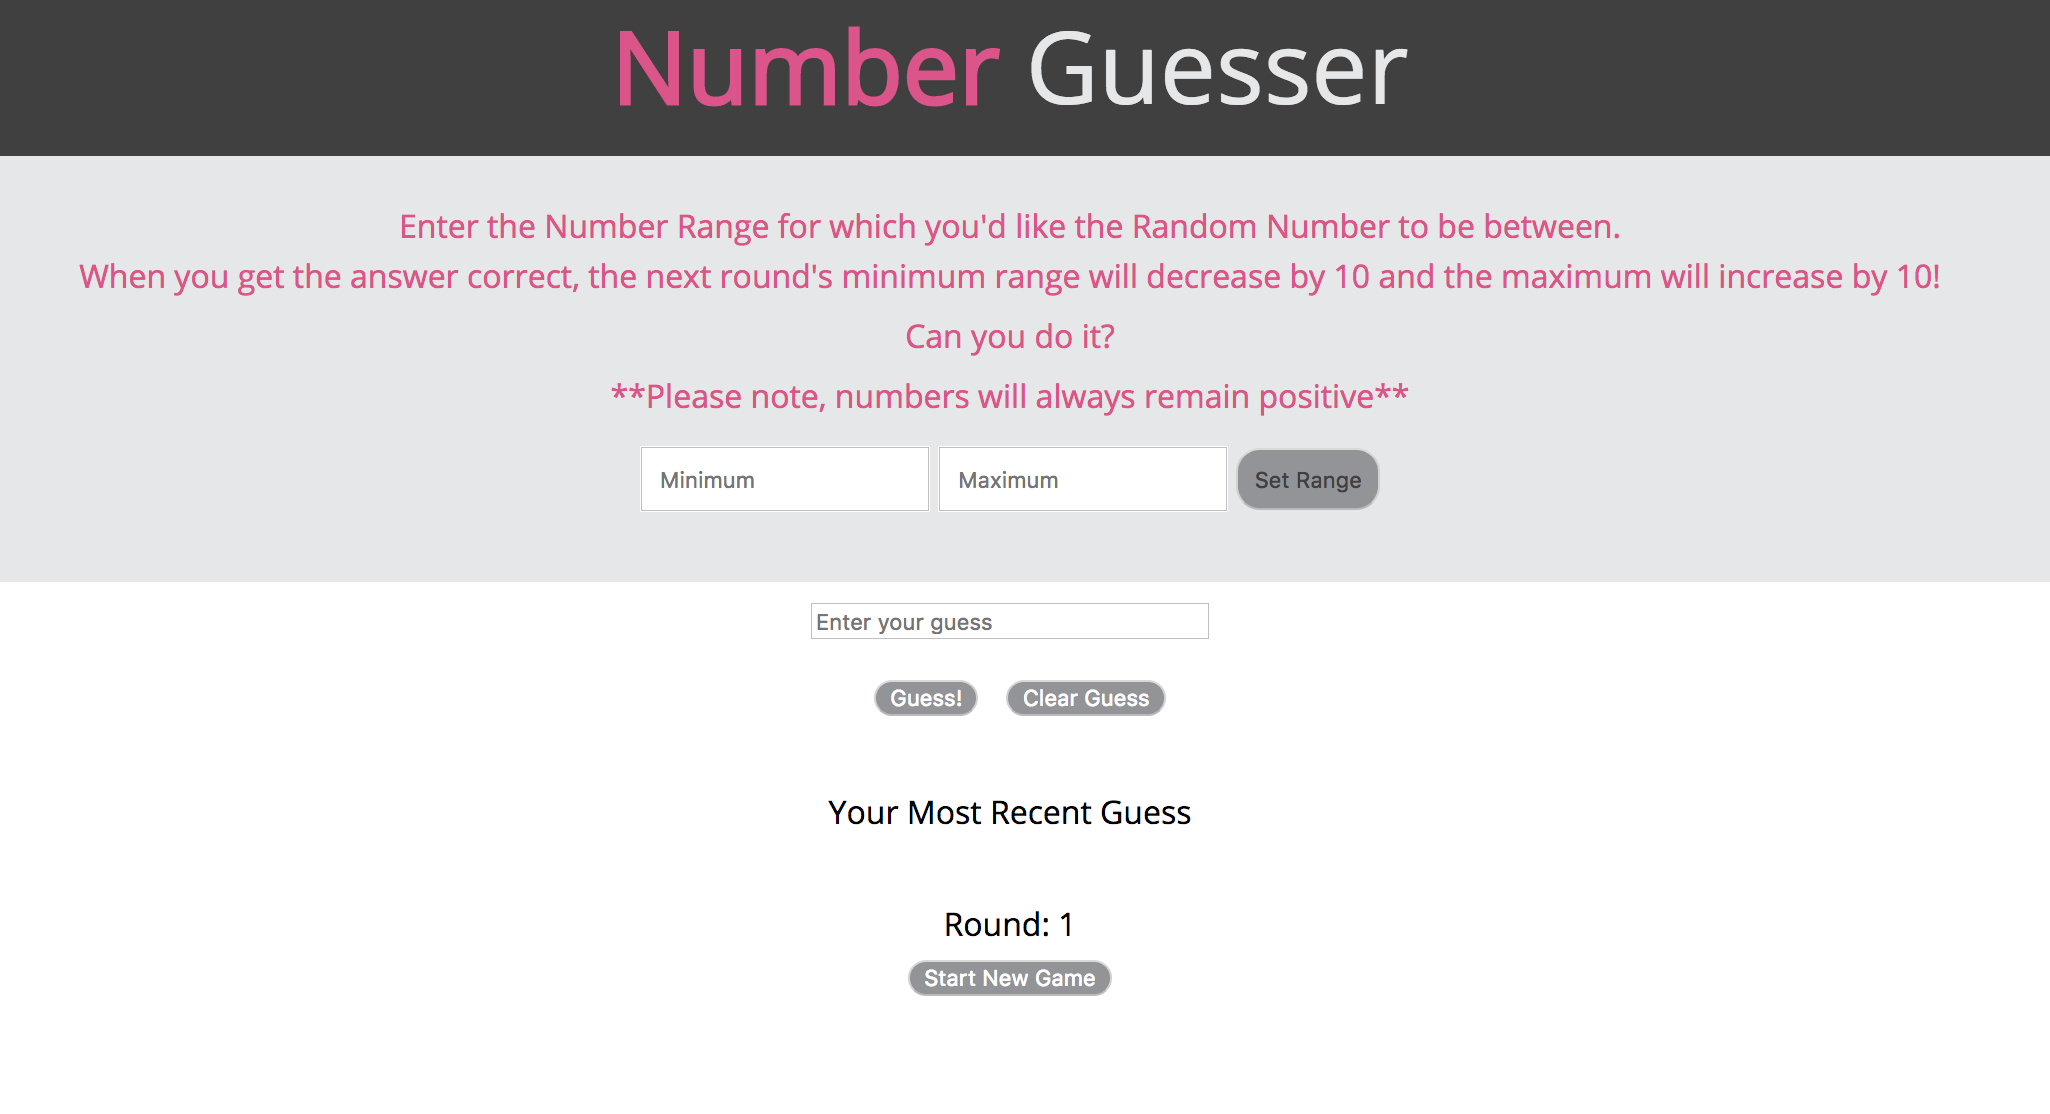 Number Guesser
Enter the Number Range for which you'd like the Random Number to be between.
When you get the answer correct, the next round's minimum range will decrease by 10 and the maximum will increase by 10!
Can you do it?
**Please note, numbers will always remain positive**
Minimum Maximum Set Range
Enter your guess
Guess! Clear Guess
Your Most Recent Guess
Round: 1
Start New Game